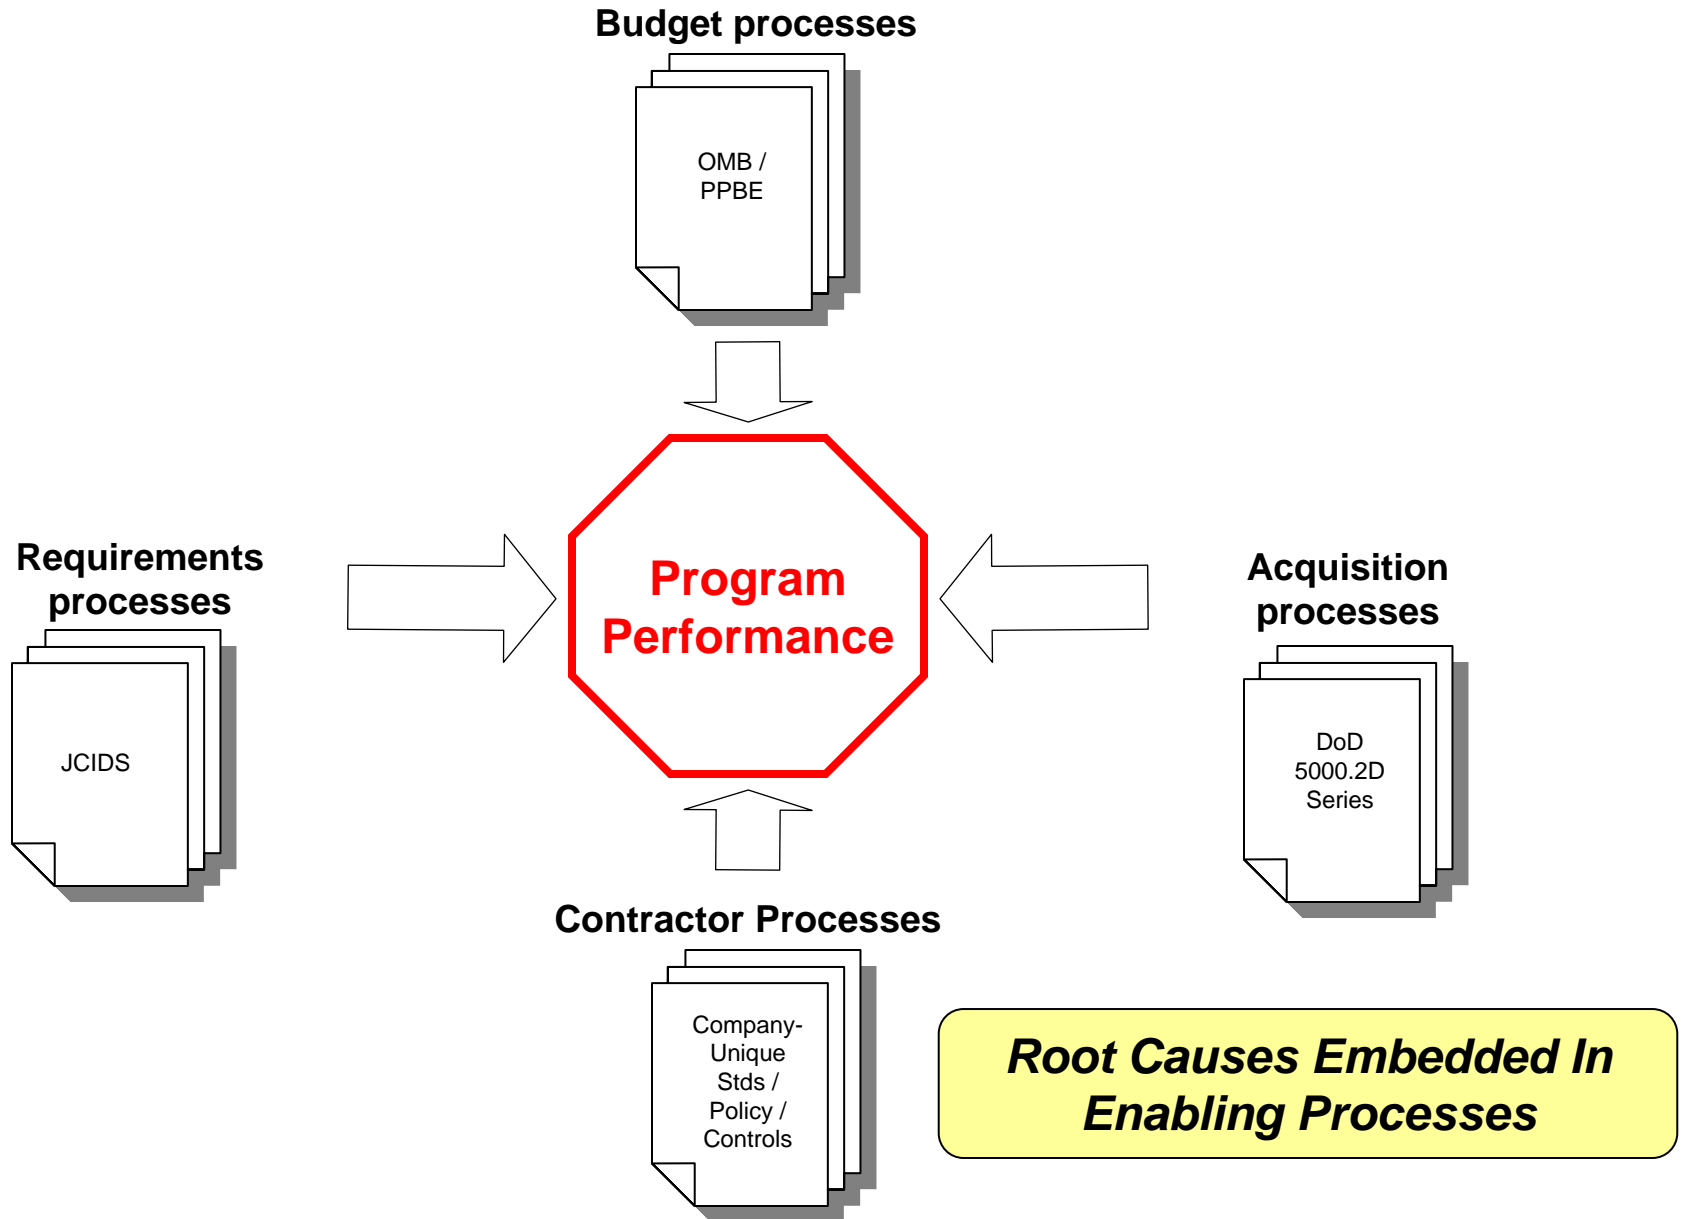 Budget processes
OMB /
PPBE
Requirements
processes
JCIDS
Program
Performance
Acquisition
processes
DoD
5000.2D
Series
Contractor Processes
Company-
Unique
Stds /
Policy /
Controls
Root Causes Embedded In
Enabling Processes